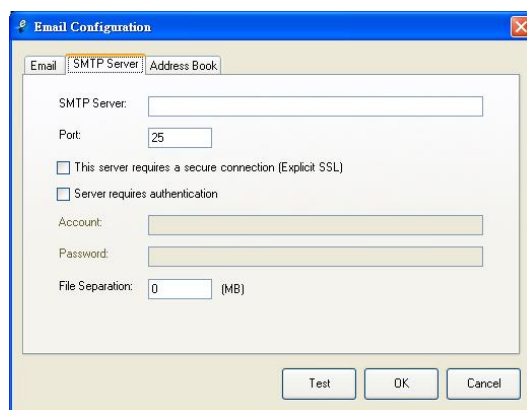 Email Configuration
Email SMTP Server Address Book
SMTP Server:
Port: 25
This server requires a secure connection (Explicit SSL)
Server requires authentication
Account:
Password:
File Separation: 0 (MB)
Test OK Cancel